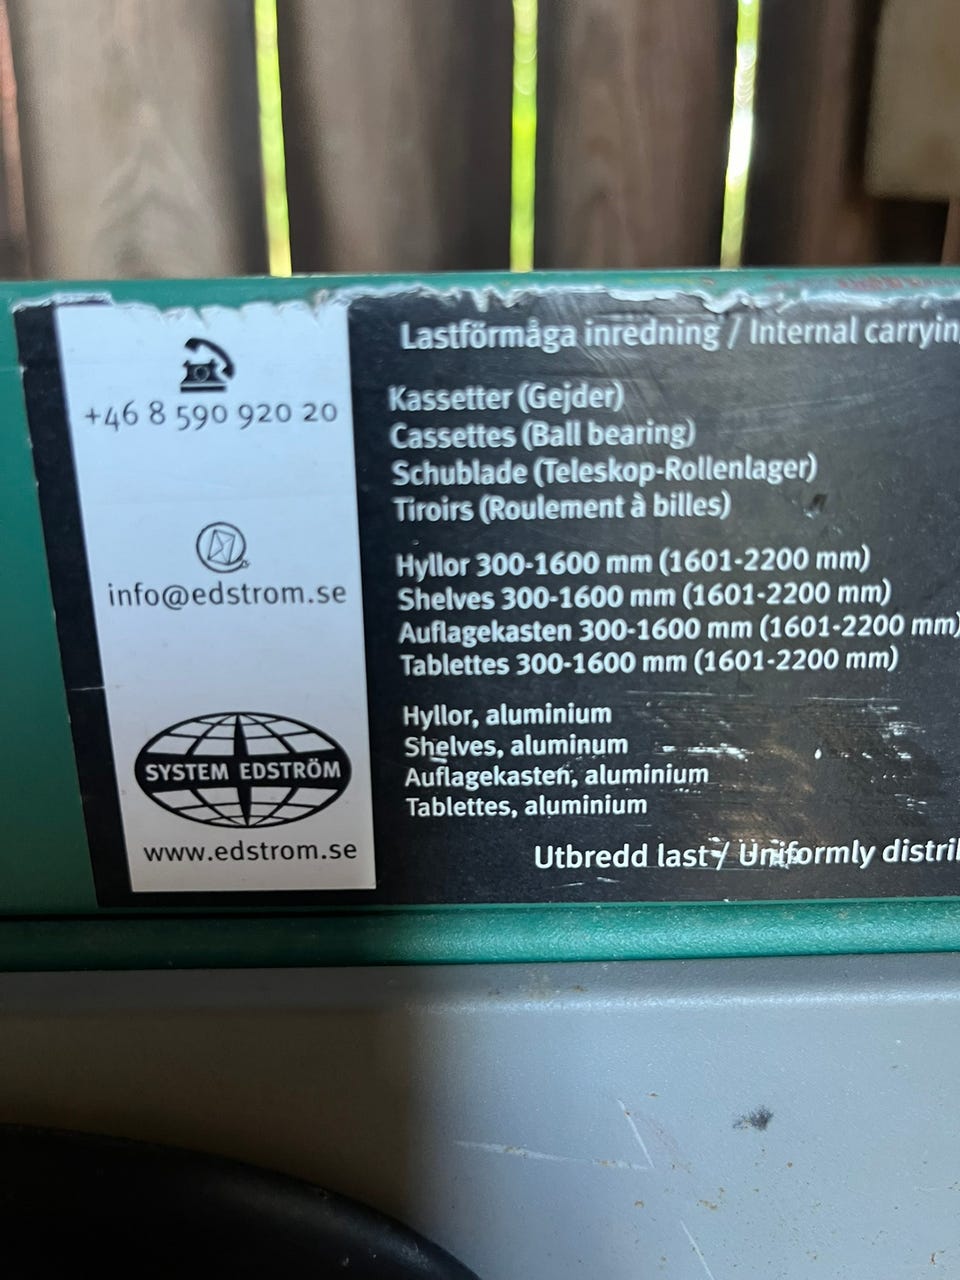 +46 8 590 920 20
info@edstrom.se
SYSTEM EDSTRÖM
www.edstrom.se
Lastförmåga inredning / Internal
Kassetter (Gejder)
Cassettes (Ball bearing)
Schublade (Teleskop-Rollenlager)
Tiroirs (Roulement à billes)
Hyllor 300-1600 mm (1601-2200 mm)
Shelves 300-1600 mm (1601-2200 mm)
Auflagekasten 300-1600 mm (1601-2200 mm)
Tablettes 300-1600 mm (1601-2200 mm)
Hyllor, aluminium
Shelves, aluminum
Auflagekasten, aluminium
Tablettes, aluminium
Utbredd last / Uniformly